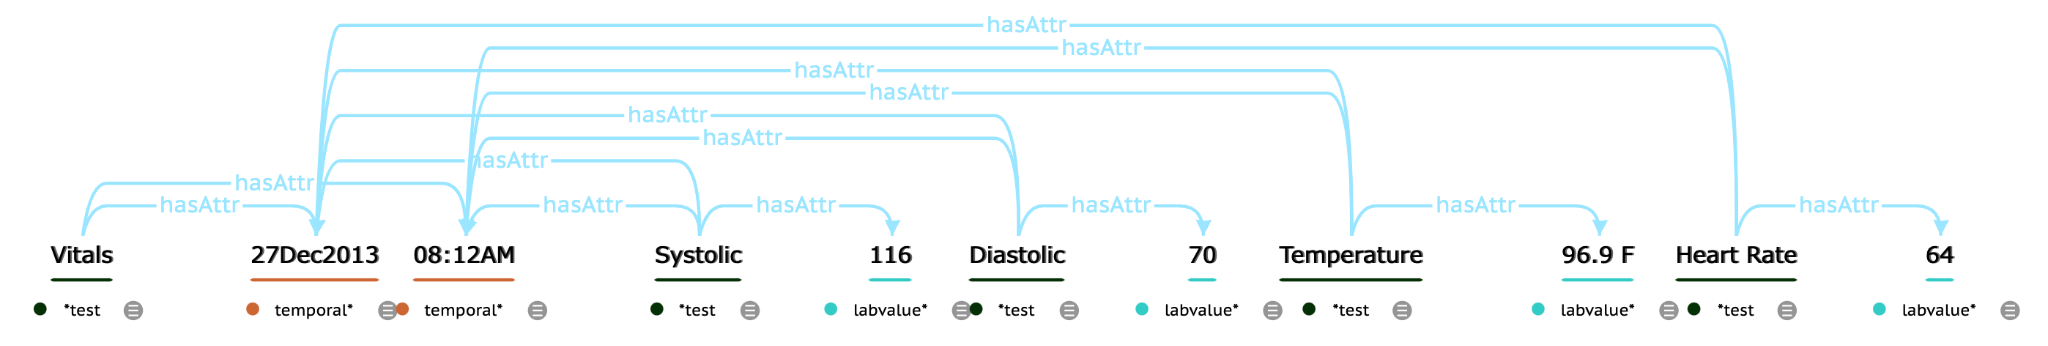 hasAttr
hasAttr
hasAttr
hasAttr
hasAttr
hasAttr
hasAttr
hasAttr
hasAttr hasAttr hasAttr hasAttr hasAttr hasAttr
Vitals 27Dec2013 08:12AM Systolic 116 Diastolic 70 Temperature 96.9 F Heart Rate 64
*test temporal* temporal* *test labvalue* *test labvalue* *test labvalue* *test labvalue*